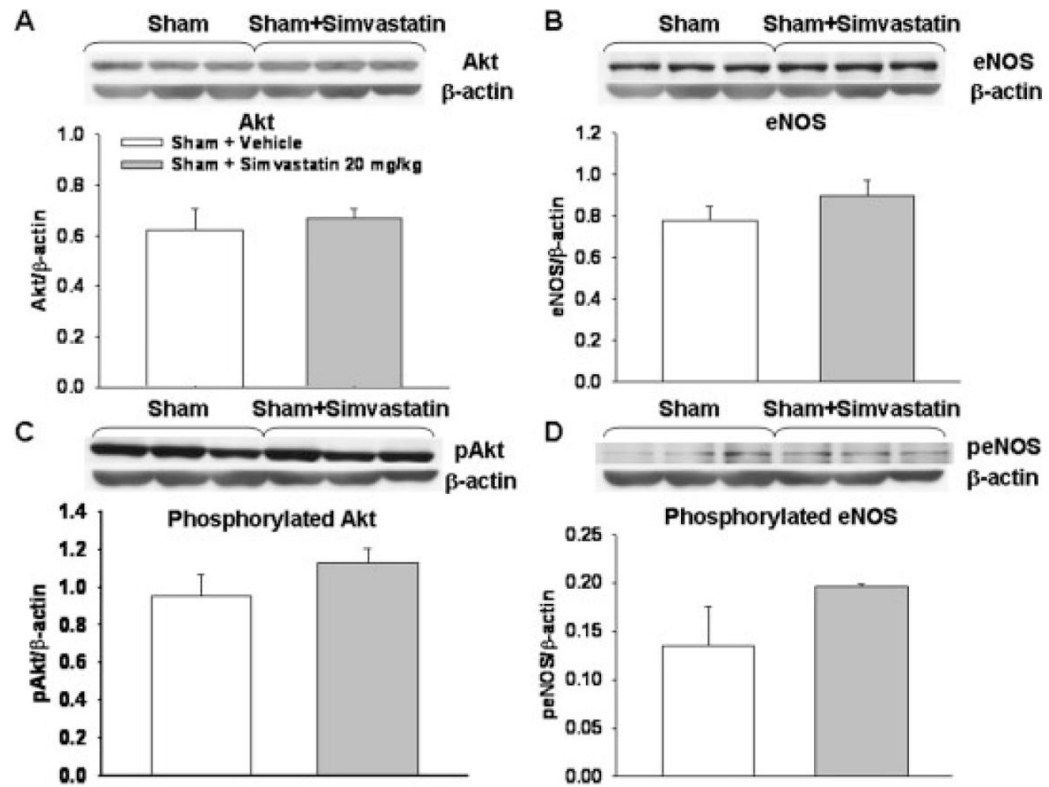 A
Sham Sham+Simvastatin
Akt
β-actin
Akt
Sham + Vehicle
Sham + Simvastatin 20 mg/kg
Akt/β-actin
1.0
0.8
0.6
0.4
0.2
0.0
B
Sham Sham+Simvastatin
eNOS
β-actin
eNOS
eNOS/β-actin
1.2
1.0
0.8
0.6
0.4
0.2
0.0
C
Sham Sham+Simvastatin
pAkt
β-actin
Phosphorylated Akt
pAkt/β-actin
1.4
1.2
1.0
0.8
0.6
0.4
0.2
0.0
D
Sham Sham+Simvastatin
peNOS
β-actin
Phosphorylated eNOS
peNOS/β-actin
0.25
0.20
0.15
0.10
0.05
0.00